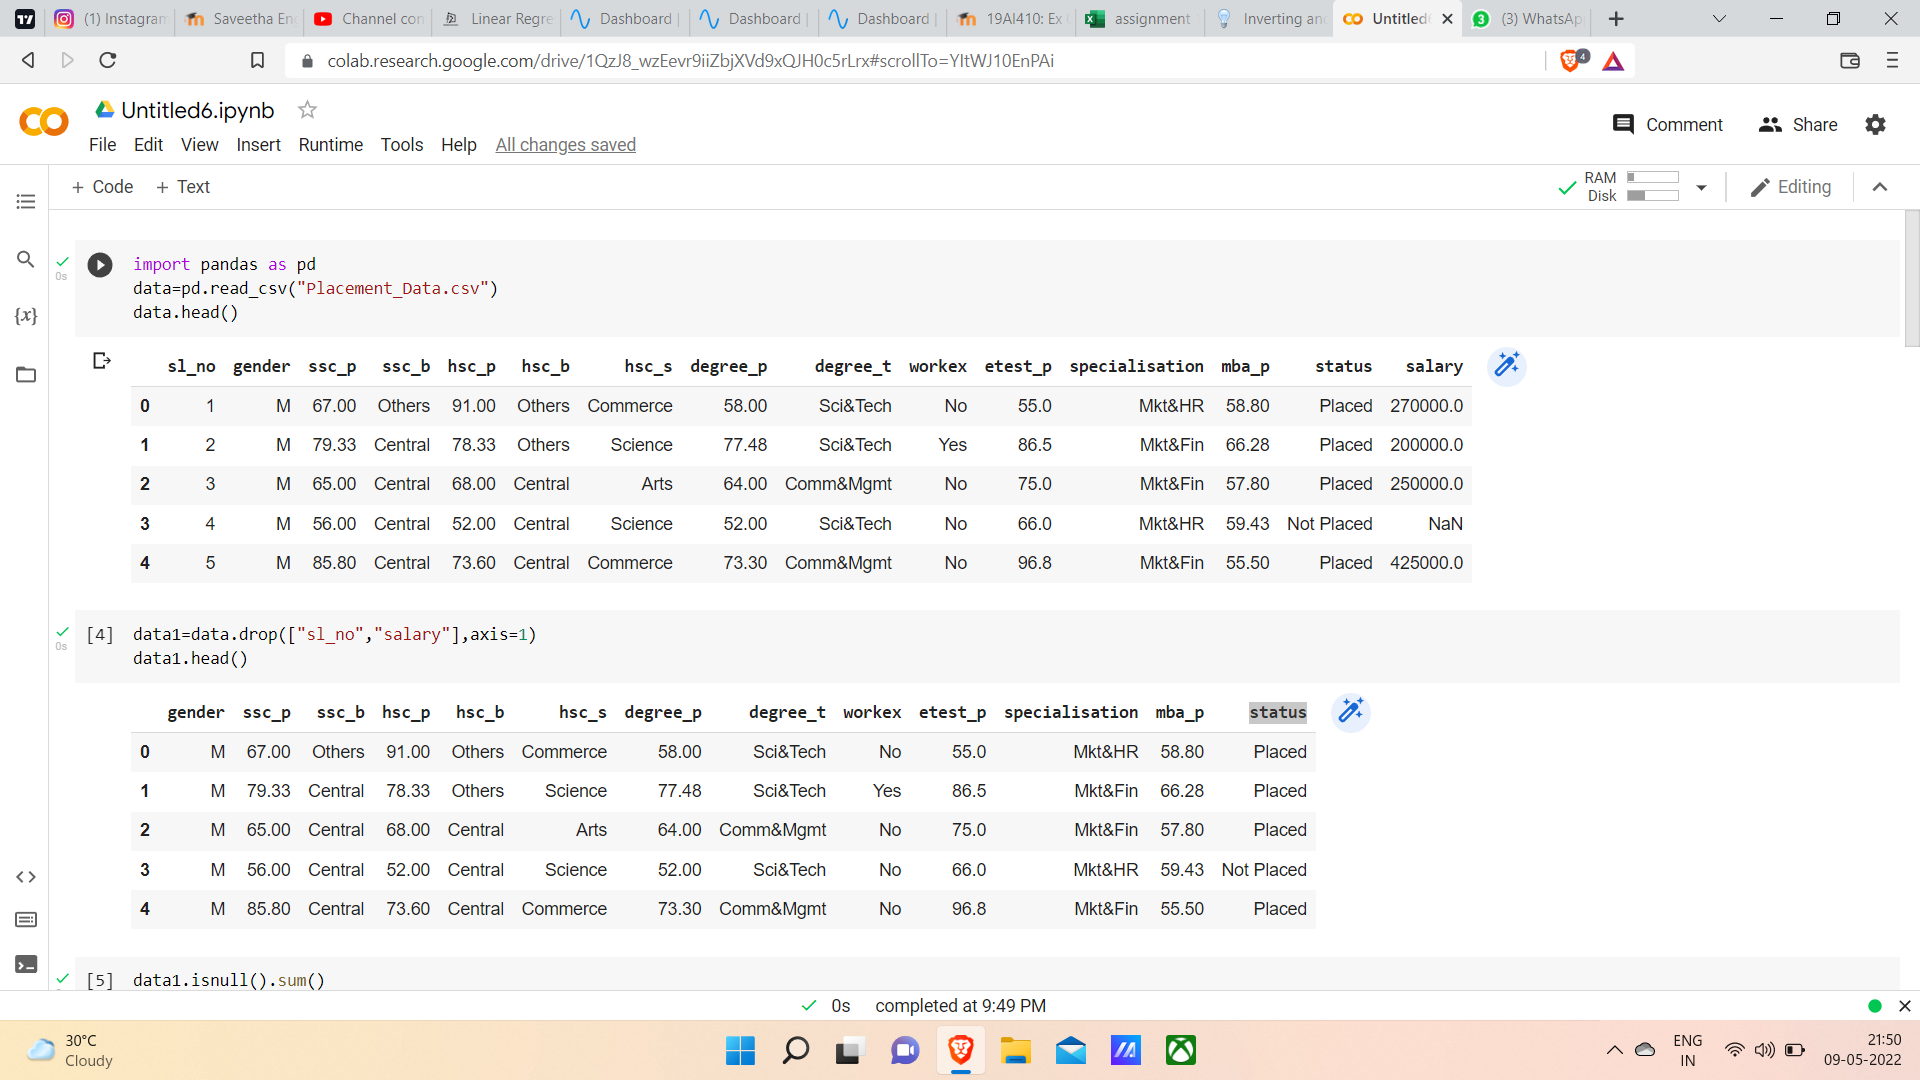 (1) Instagram
Saveetha En
Channel con
Linear Regre
Dashboard |
Dashboard |
Dashboard |
19AI410: Ex
assignment
Inverting and
Untitled6
(3) WhatsApp
colab.research.google.com/drive/1QzJ8_wzEevr9iiZbjXVd9xQJH0c5rLrx#scrollTo=YItWJ10EnPAi
4
Untitled6.ipynb
File Edit View Insert Runtime Tools Help All changes saved
Comment Share
+ Code + Text
RAM
Disk
Editing
0s
import pandas as pd
data=pd.read_csv("Placement_Data.csv")
data.head()
sl_no gender ssc_p ssc_b hsc_p hsc_b hsc_s degree_p degree_t workex etest_p specialisation mba_p status salary
0 1 M 67.00 Others 91.00 Others Commerce 58.00 Sci&Tech No 55.0 Mkt&HR 58.80 Placed 270000.0
1 2 M 79.33 Central 78.33 Others Science 77.48 Sci&Tech Yes 86.5 Mkt&Fin 66.28 Placed 200000.0
2 3 M 65.00 Central 68.00 Central Arts 64.00 Comm&Mgmt No 75.0 Mkt&Fin 57.80 Placed 250000.0
3 4 M 56.00 Central 52.00 Central Science 52.00 Sci&Tech No 66.0 Mkt&HR 59.43 Not Placed NaN
4 5 M 85.80 Central 73.60 Central Commerce 73.30 Comm&Mgmt No 96.8 Mkt&Fin 55.50 Placed 425000.0
0s
[4] data1=data.drop(["sl_no","salary"],axis=1)
data1.head()
gender ssc_p ssc_b hsc_p hsc_b hsc_s degree_p degree_t workex etest_p specialisation mba_p status
0 M 67.00 Others 91.00 Others Commerce 58.00 Sci&Tech No 55.0 Mkt&HR 58.80 Placed
1 M 79.33 Central 78.33 Others Science 77.48 Sci&Tech Yes 86.5 Mkt&Fin 66.28 Placed
2 M 65.00 Central 68.00 Central Arts 64.00 Comm&Mgmt No 75.0 Mkt&Fin 57.80 Placed
3 M 56.00 Central 52.00 Central Science 52.00 Sci&Tech No 66.0 Mkt&HR 59.43 Not Placed
4 M 85.80 Central 73.60 Central Commerce 73.30 Comm&Mgmt No 96.8 Mkt&Fin 55.50 Placed
[5] data1.isnull().sum()
0s completed at 9:49 PM
30°C
Cloudy
ENG
IN
21:50
09-05-2022